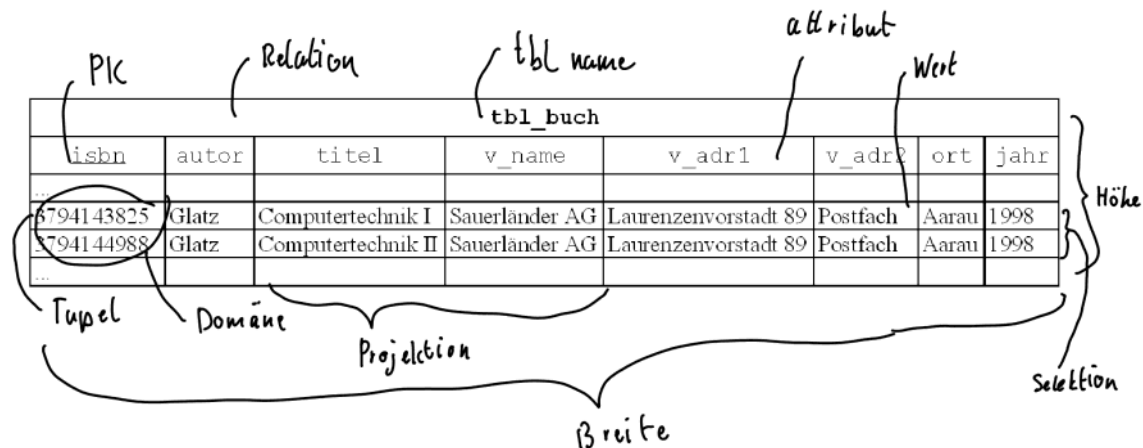 PK Relation tbl name attribut Wert
tbl_buch
isbn autor titel v_name v_adr1 v_adr2 ort jahr
...
3794143825 Glatz Computertechnik I Sauerländer AG Laurenzenvorstadt 89 Postfach Aarau 1998
3794144988 Glatz Computertechnik II Sauerländer AG Laurenzenvorstadt 89 Postfach Aarau 1998
...
Höhe
Tupel Domäne
Projektion
Selektion
Breite